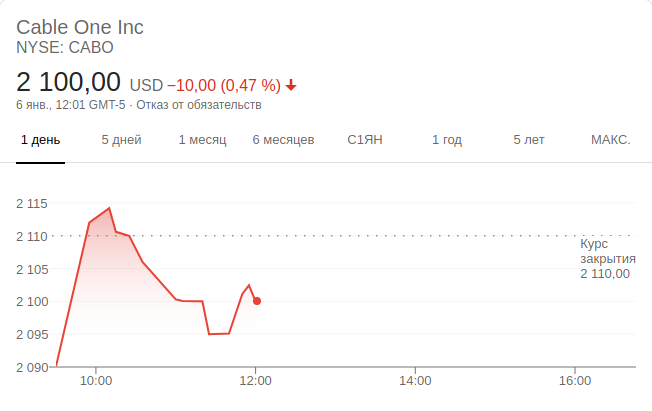 Cable One Inc
NYSE: CABO
2 100,00 USD −10,00 (0,47 %)
6 янв., 12:01 GMT-5 · Отказ от обязательств
1 день 5 дней 1 месяц 6 месяцев С1ЯН 1 год 5 лет МАКС.
2 115
2 110
Курс
закрытия
2 110,00
2 105
2 100
2 095
2 090
10:00 12:00 14:00 16:00